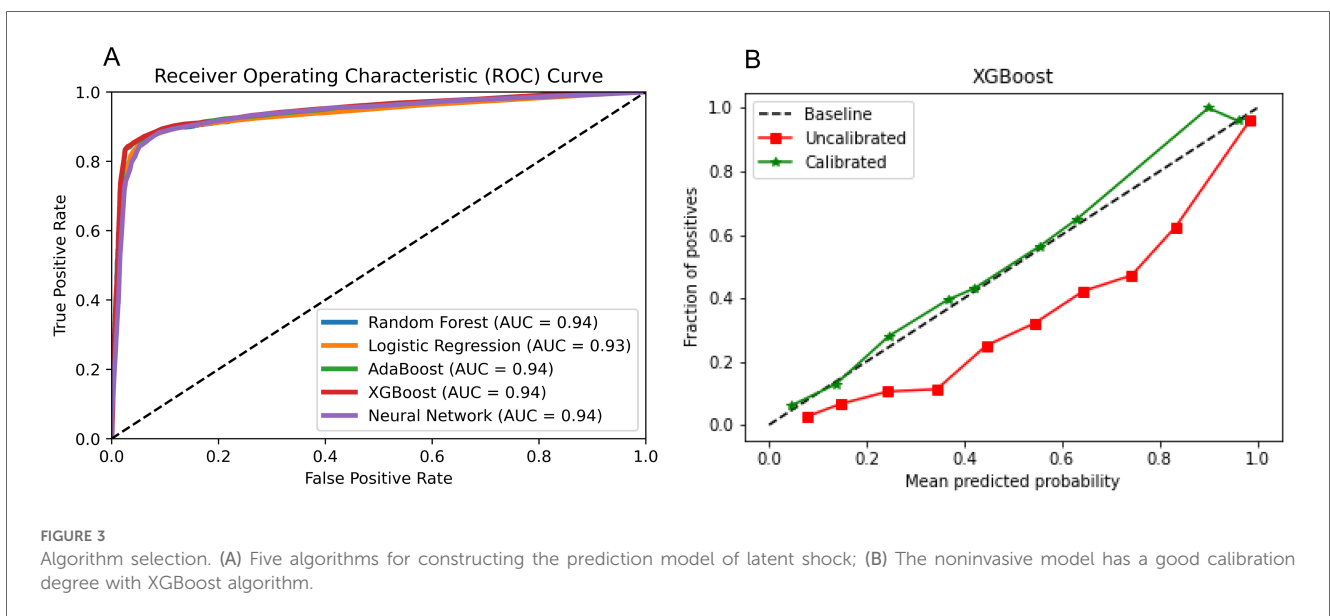 A
Receiver Operating Characteristic (ROC) Curve
1.0
0.8
0.6
0.4
0.2
0.0
True Positive Rate
Random Forest (AUC = 0.94)
Logistic Regression (AUC = 0.93)
AdaBoost (AUC = 0.94)
XGBoost (AUC = 0.94)
Neural Network (AUC = 0.94)
0.0 0.2 0.4 0.6 0.8 1.0
False Positive Rate
B
XGBoost
1.0
0.8
0.6
0.4
0.2
0.0
Fraction of positives
Baseline
Uncalibrated
Calibrated
0.0 0.2 0.4 0.6 0.8 1.0
Mean predicted probability
FIGURE 3
Algorithm selection. (A) Five algorithms for constructing the prediction model of latent shock; (B) The noninvasive model has a good calibration
degree with XGBoost algorithm.